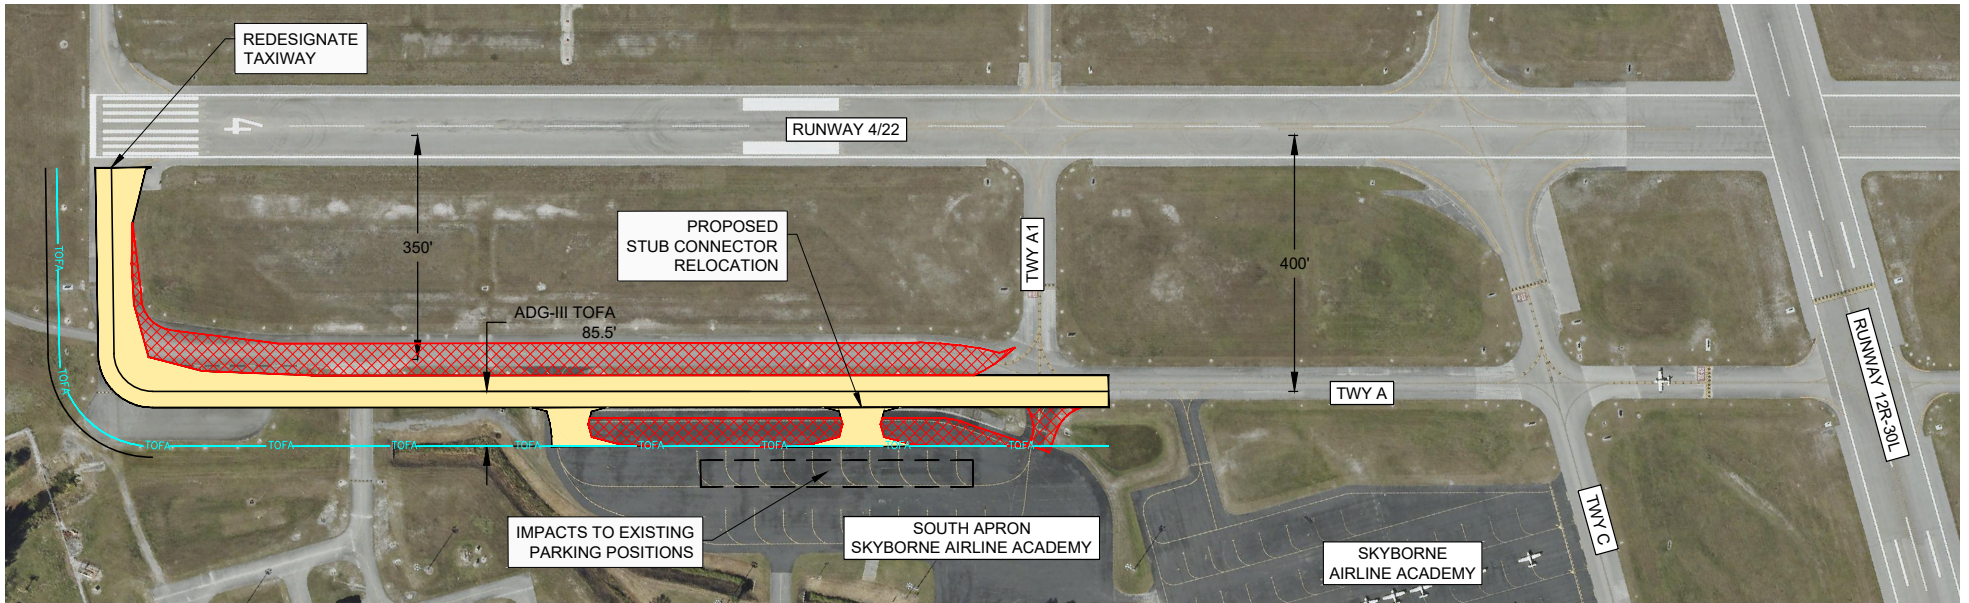 REDESIGNATE
TAXIWAY
4
RUNWAY 4/22
PROPOSED
STUB CONNECTOR
RELOCATION
TWY A1
350'
400'
ADG-III TOFA
85.5'
TOFA
TOFA
TWY A
RUNWAY 12R-30L
TOFA
TOFA
TOFA
TOFA
TOFA
TOFA
TOFA
TOFA
IMPACTS TO EXISTING
PARKING POSITIONS
SOUTH APRON
SKYBORNE AIRLINE ACADEMY
SKYBORNE
AIRLINE ACADEMY
TWY C